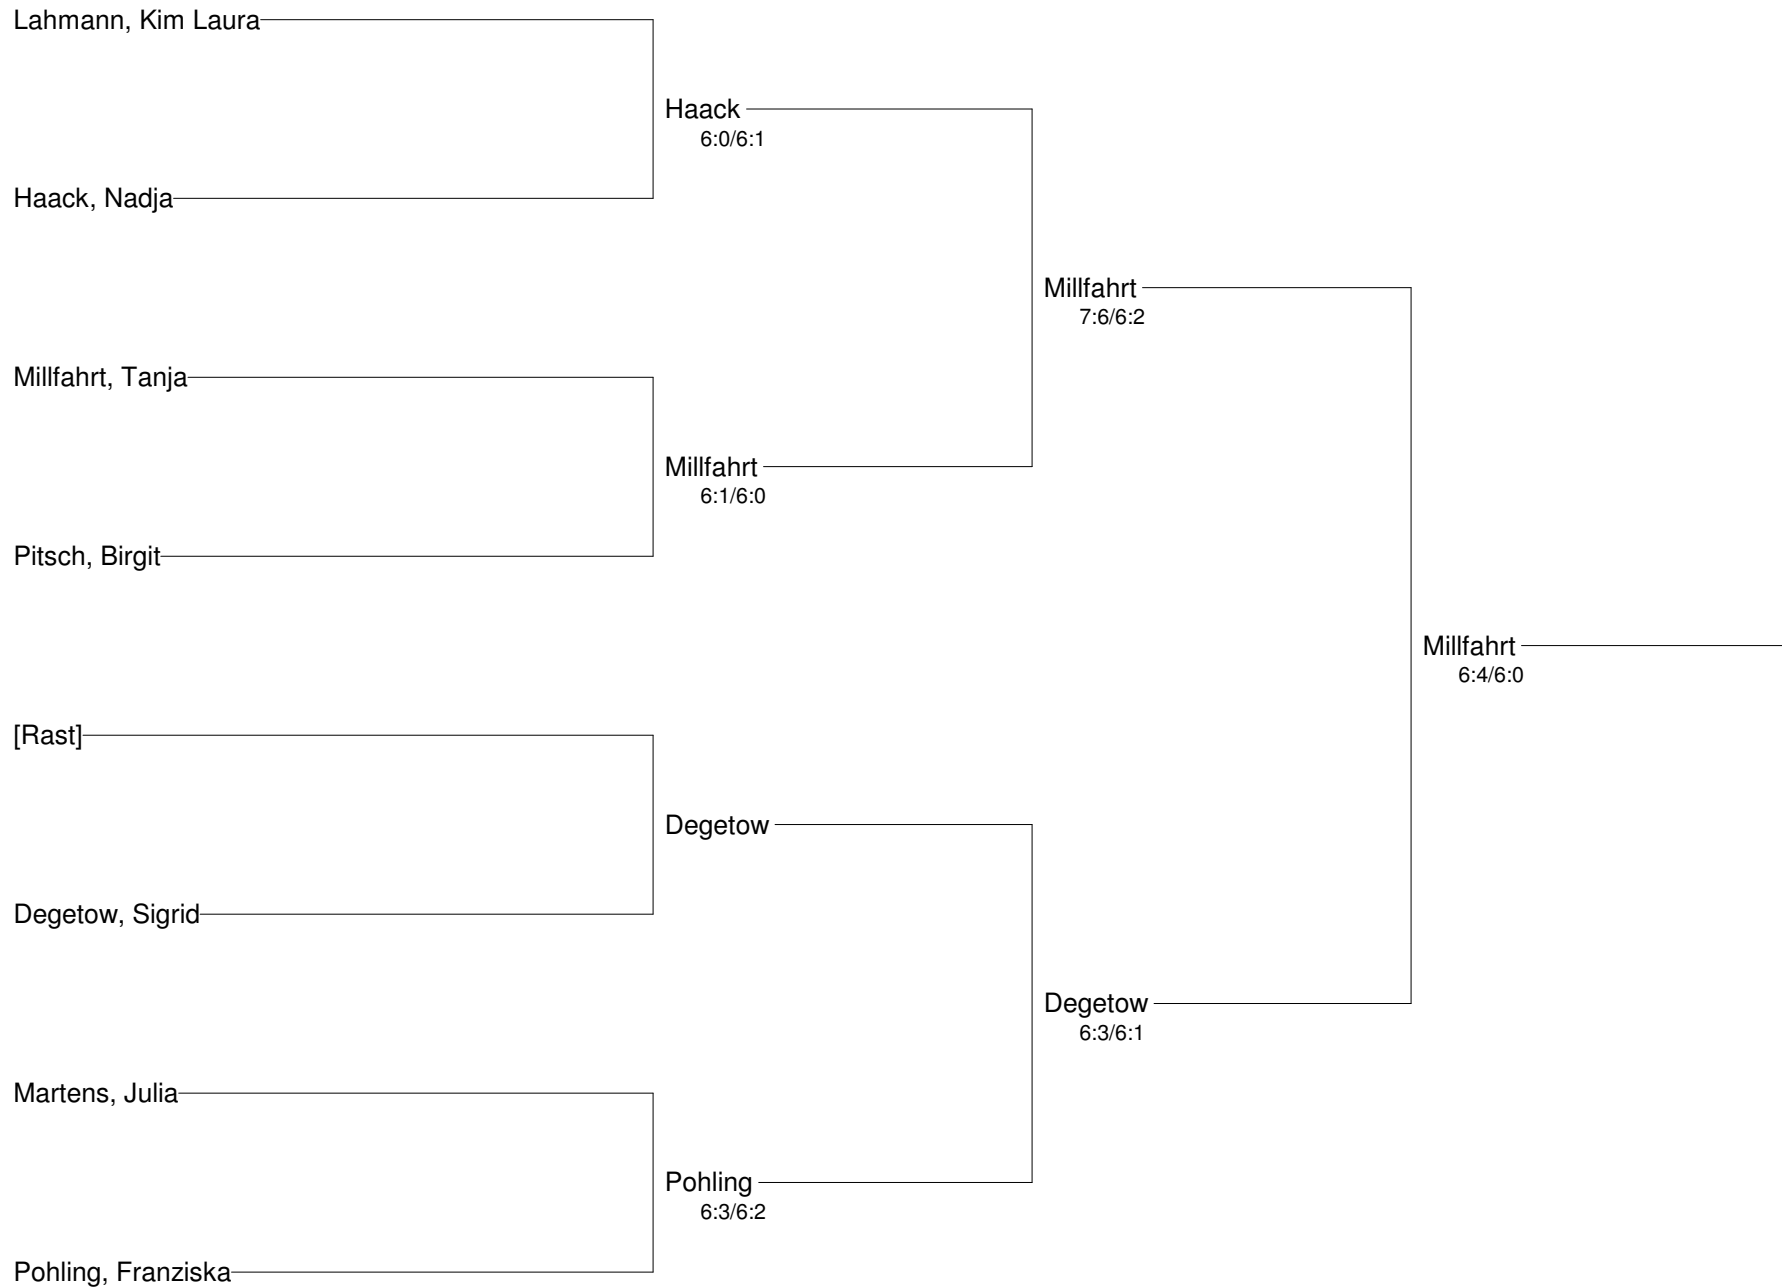 Lahmann, Kim Laura
Haack
6:0/6:1
Haack, Nadja
Millfahrt
7:6/6:2
Millfahrt, Tanja
Millfahrt
6:1/6:0
Pitsch, Birgit
Millfahrt
6:4/6:0
[Rast]
Degetow
Degetow, Sigrid
Degetow
6:3/6:1
Martens, Julia
Pohling
6:3/6:2
Pohling, Franziska